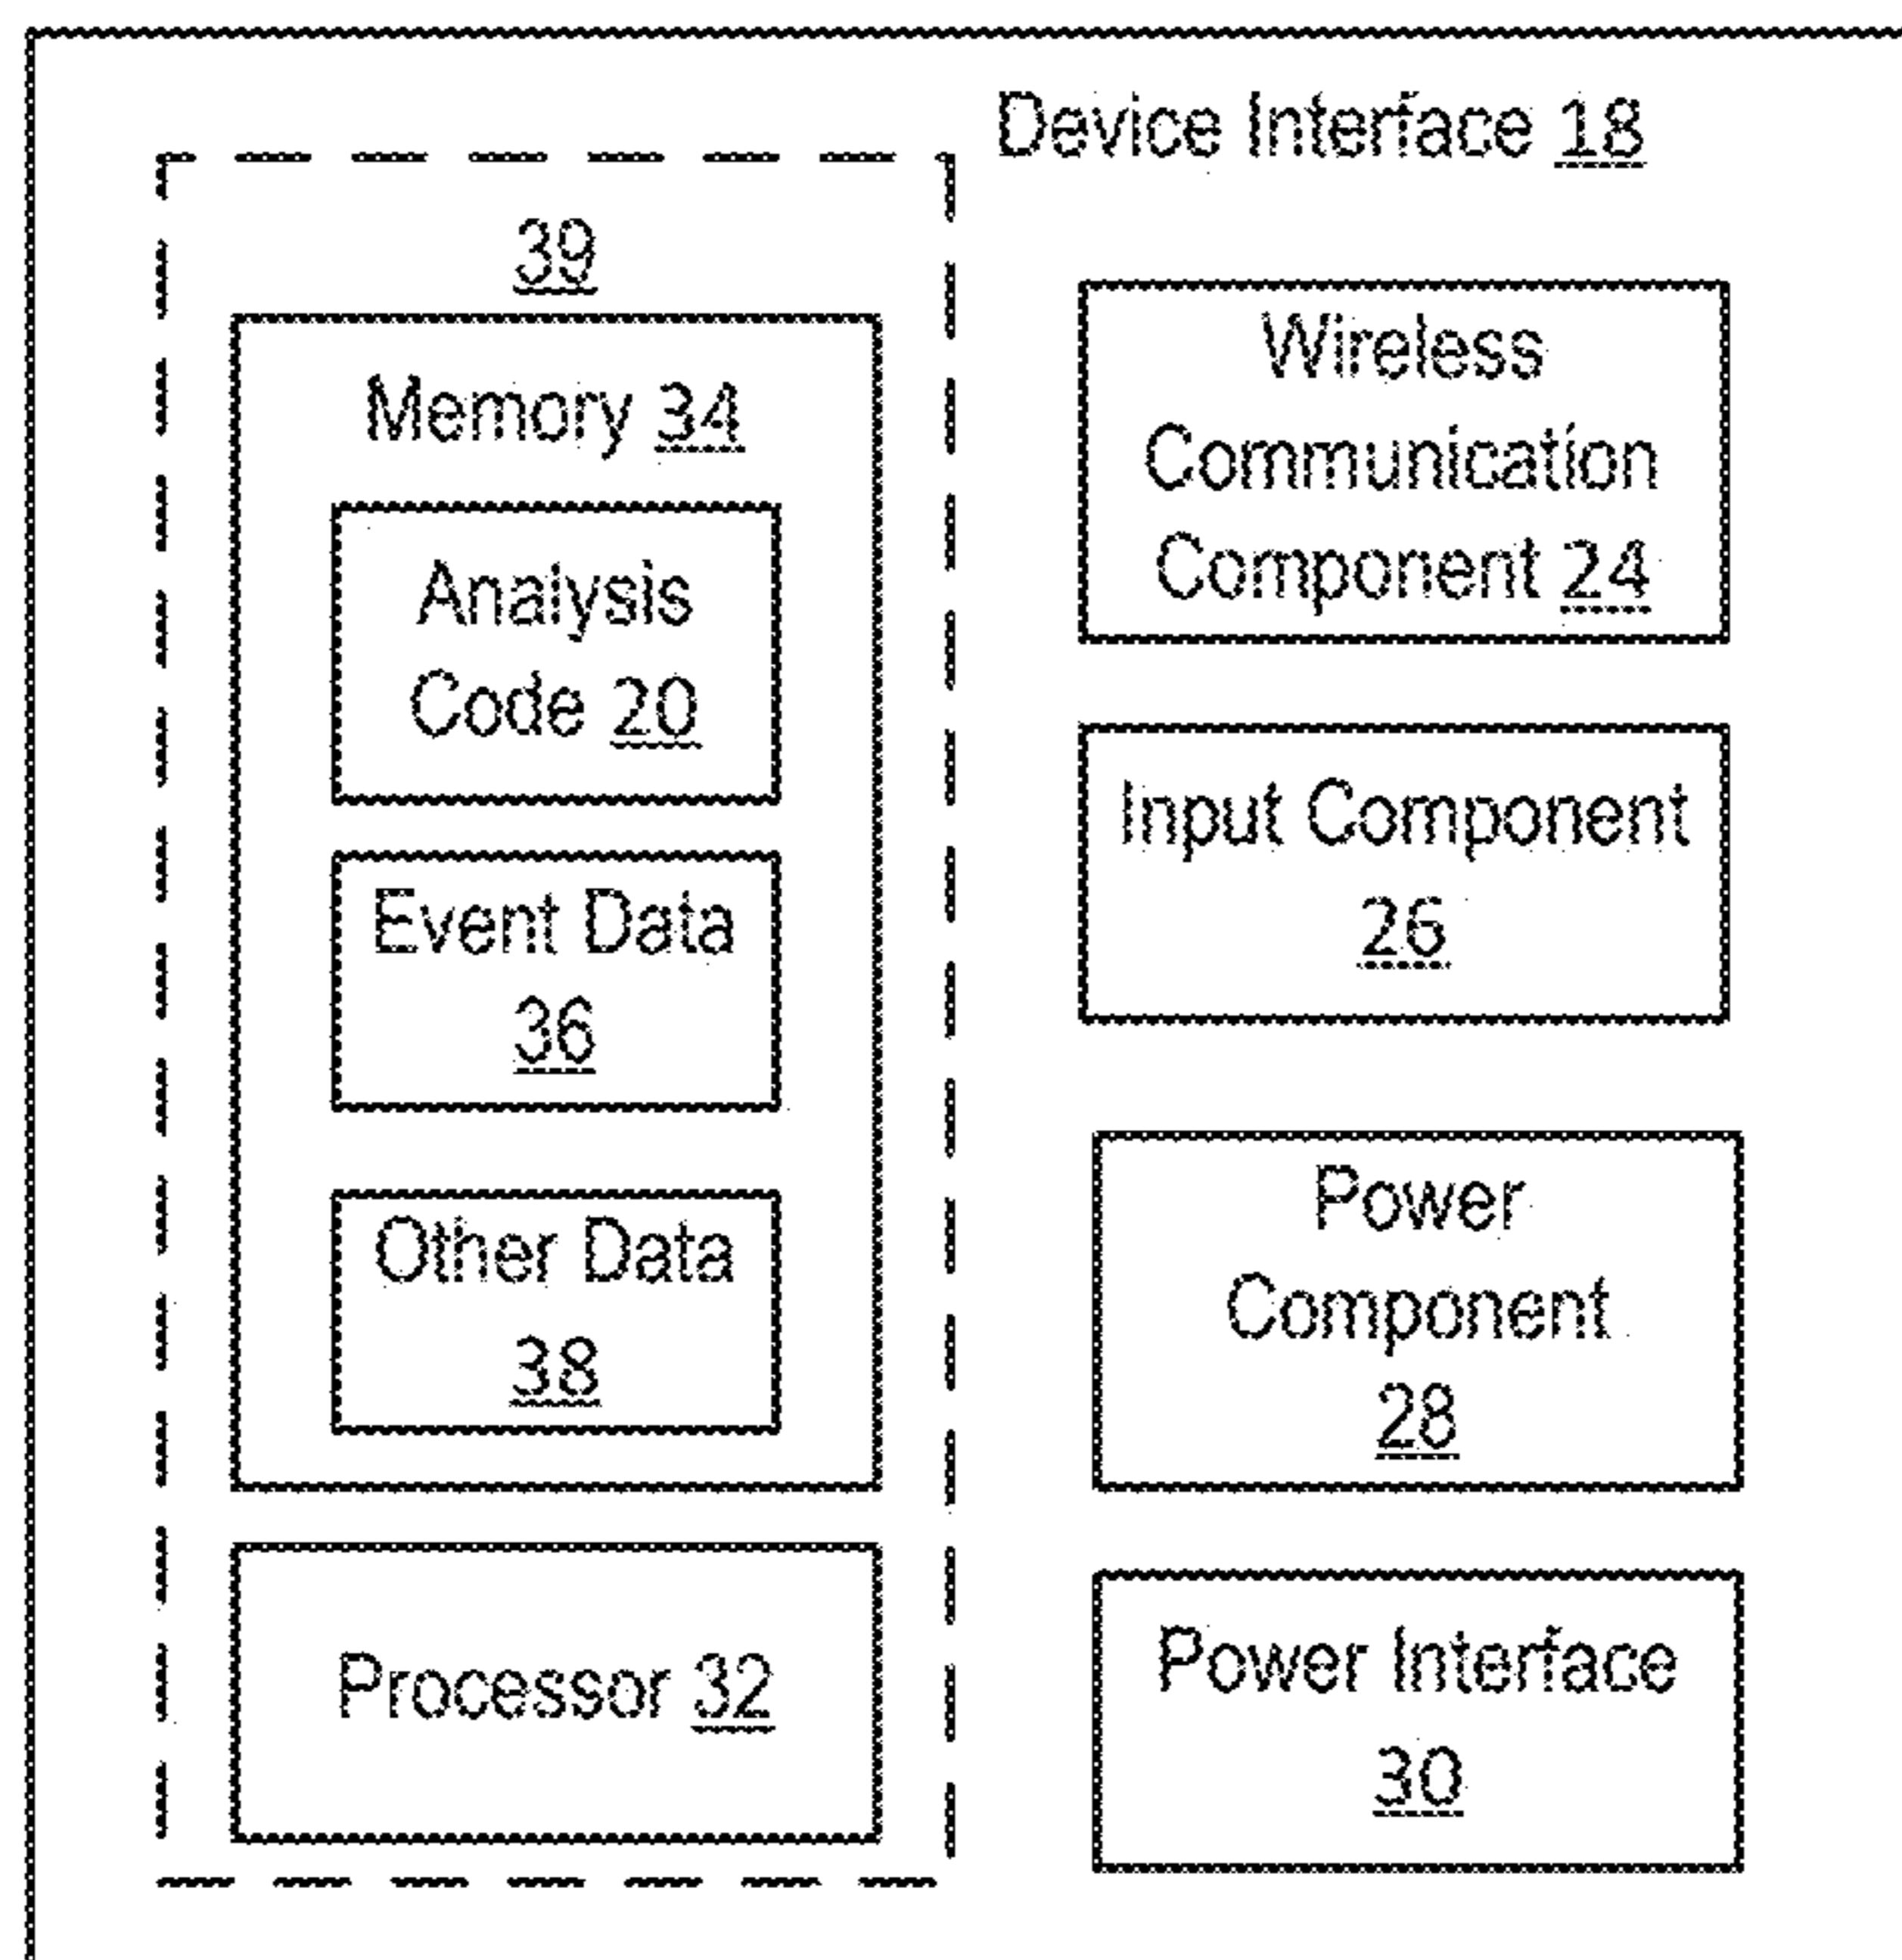 Device Interface 18
39
Memory 34
Analysis
Code 20
Event Data
36
Other Data
38
Processor 32
Wireless
Communication
Component 24
Input Component
26
Power
Component
28
Power Interface
30